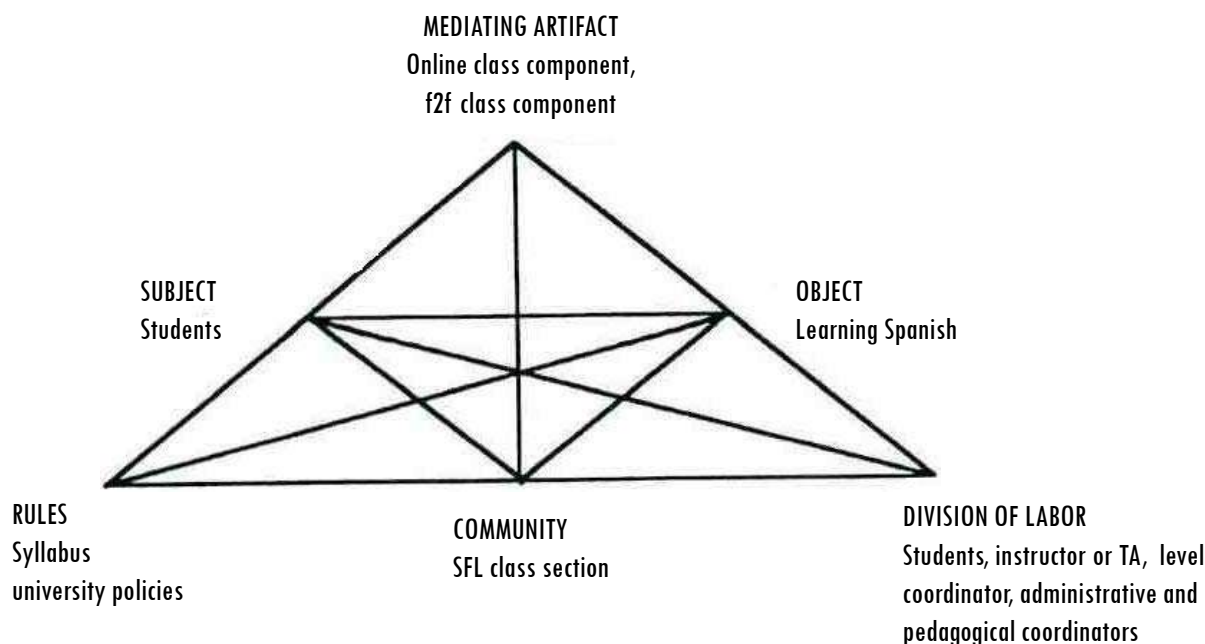 MEDIATING ARTIFACT
Online class component,
f2f class component
SUBJECT
Students
OBJECT
Learning Spanish
RULES
Syllabus
university policies
COMMUNITY
SFL class section
DIVISION OF LABOR
Students, instructor or TA, level
coordinator, administrative and
pedagogical coordinators